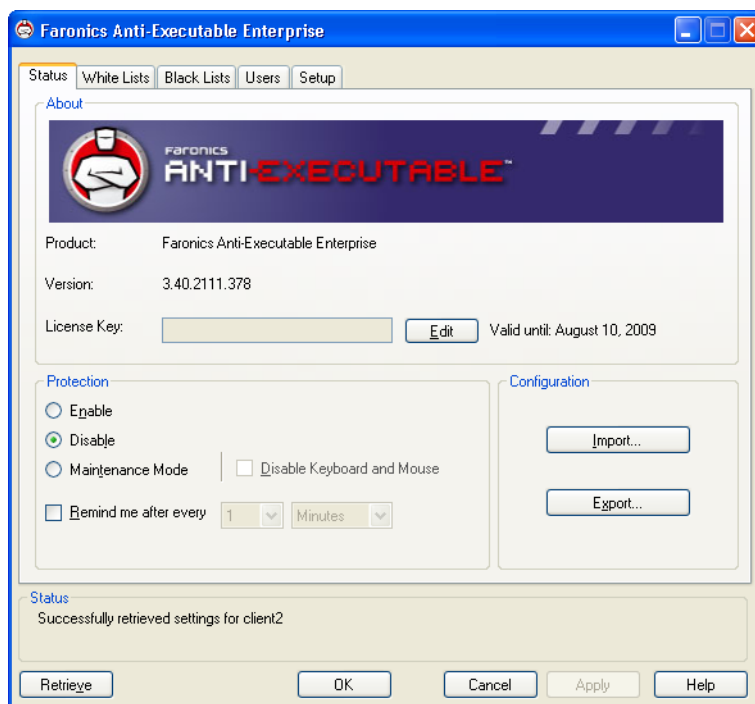 Faronics Anti-Executable Enterprise
Status White Lists Black Lists Users Setup
About
FARONICS
ANTI-EXECUTABLE™
Product: Faronics Anti-Executable Enterprise
Version: 3.40.2111.378
License Key: Edit Valid until: August 10, 2009
Protection
Enable
Disable
Maintenance Mode Disable Keyboard and Mouse
Remind me after every 1 Minutes
Configuration
Import...
Export...
Status
Successfully retrieved settings for client2
Retrieve OK Cancel Apply Help